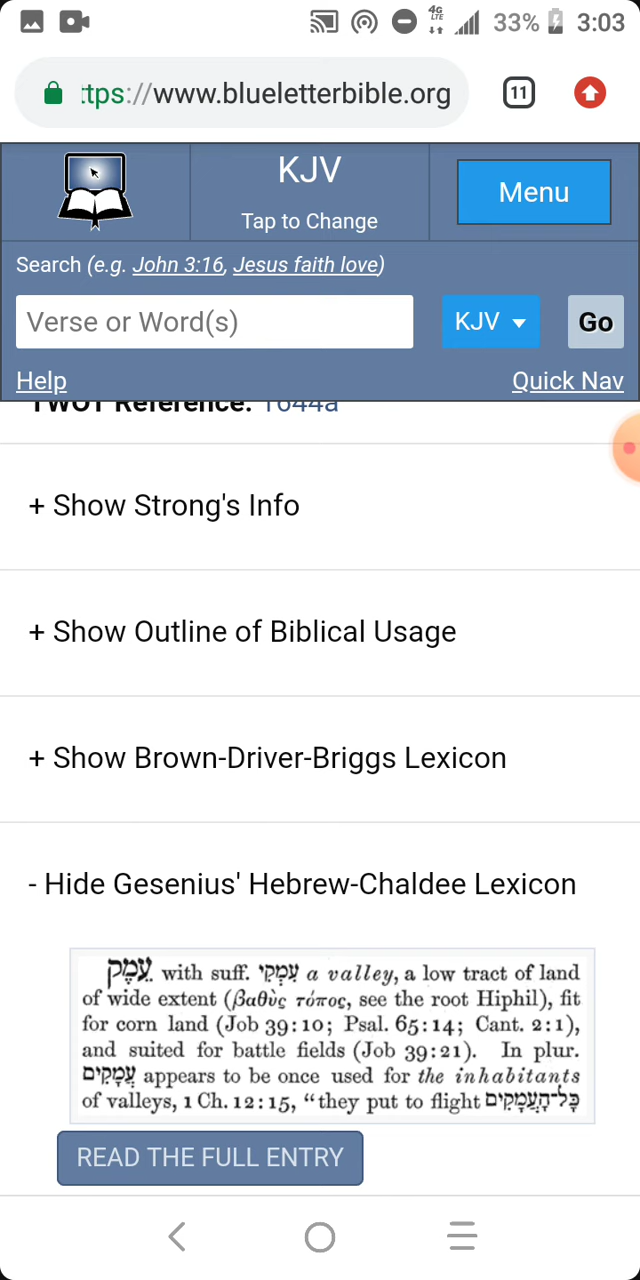 4G
LTE
33%
3:03
ttps://www.blueletterbible.org
11
KJV
Menu
Tap to Change
Search (e.g. John 3:16, Jesus faith love)
Verse or Word(s)
KJV
Go
Help
Quick Nav
TWOT Reference: 1644a
+ Show Strong's Info
+ Show Outline of Biblical Usage
+ Show Brown-Driver-Briggs Lexicon
- Hide Gesenius' Hebrew-Chaldee Lexicon
עֵמֶק with suff. עִמְקִי a valley, a low tract of land
of wide extent (βαθὺς τόπος, see the root Hiphil), fit
for corn land (Job 39:10; Psal. 65:14; Cant. 2:1),
and suited for battle fields (Job 39:21). In plur.
עֲמָקִים appears to be once used for the inhabitants
of valleys, 1 Ch. 12:15, “they put to flight כָּל־הָעֲמָקִים
READ THE FULL ENTRY